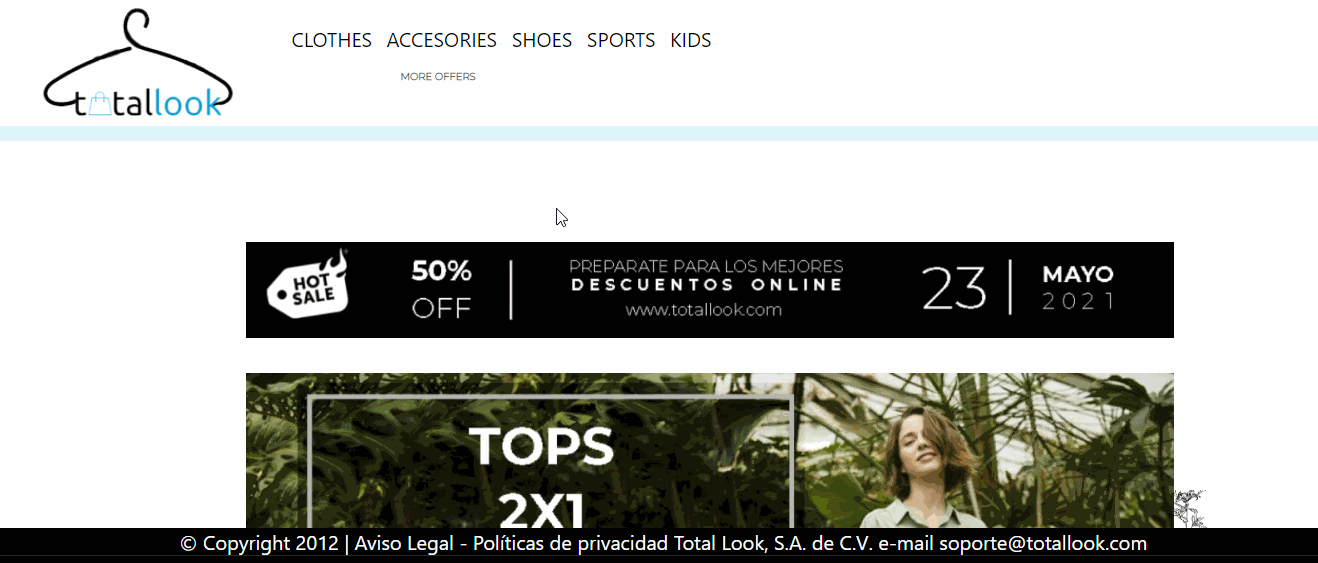 totallook
CLOTHES ACCESORIES SHOES SPORTS KIDS
MORE OFFERS
HOT
SALE
50%
OFF
PREPARATE PARA LOS MEJORES
DESCUENTOS ONLINE
www.totallook.com
23
MAYO
2021
TOPS
2X1
© Copyright 2012 | Aviso Legal - Políticas de privacidad Total Look, S.A. de C.V. e-mail soporte@totallook.com